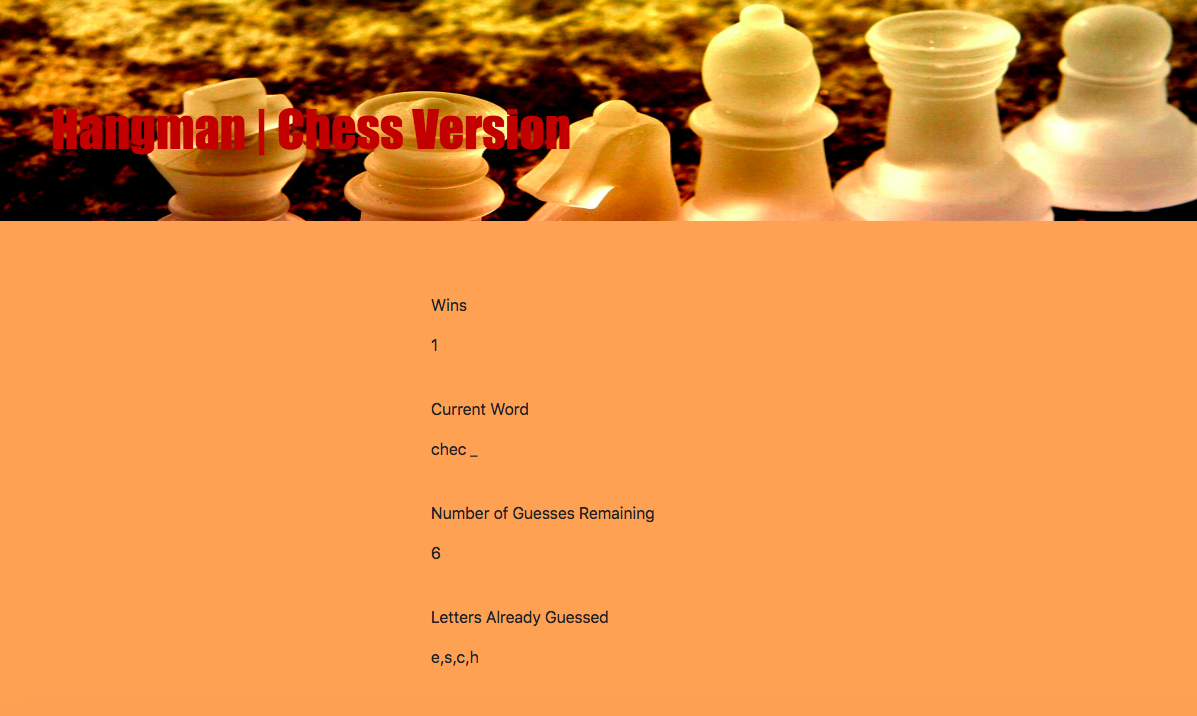 Hangman | Chess Version
Wins
1
Current Word
chec _
Number of Guesses Remaining
6
Letters Already Guessed
e,s,c,h